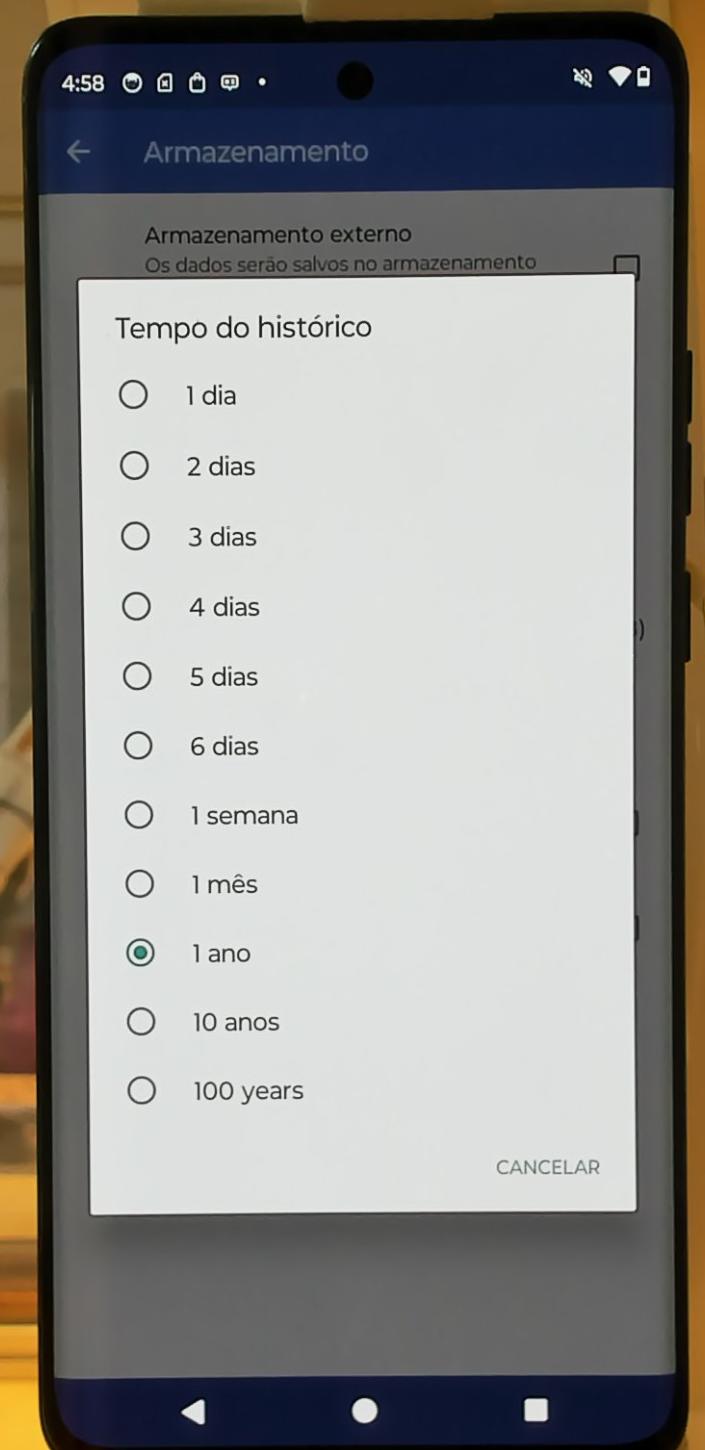 4:58
Armazenamento
Armazenamento externo
Os dados serão salvos no armazenamento
Tempo do histórico
1 dia
2 dias
3 dias
4 dias
5 dias
6 dias
1 semana
1 mês
1 ano
10 anos
100 years
CANCELAR